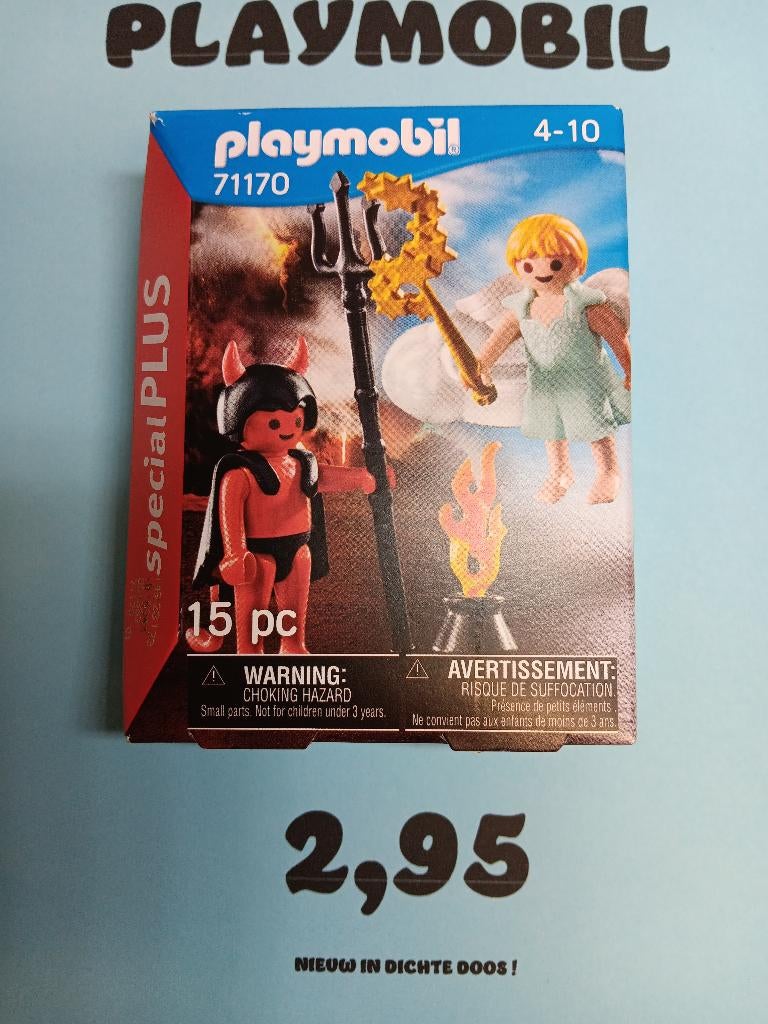 PLAYMOBIL
playmobil®
4-10
71170
specialPLUS
15 pc
WARNING:
CHOKING HAZARD
Small parts. Not for children under 3 years.
AVERTISSEMENT:
RISQUE DE SUFFOCATION.
Présence de petits éléments :
Ne convient pas aux enfants de moins de 3 ans.
2,95
NIEUW IN DICHTE DOOS !